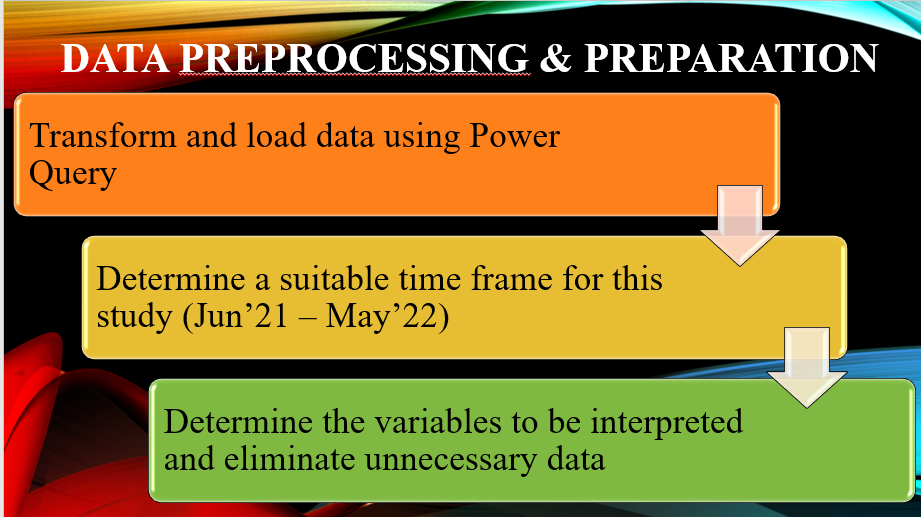 DATA PREPROCESSING & PREPARATION
Transform and load data using Power
Query
Determine a suitable time frame for this
study (Jun’21 – May’22)
Determine the variables to be interpreted
and eliminate unnecessary data